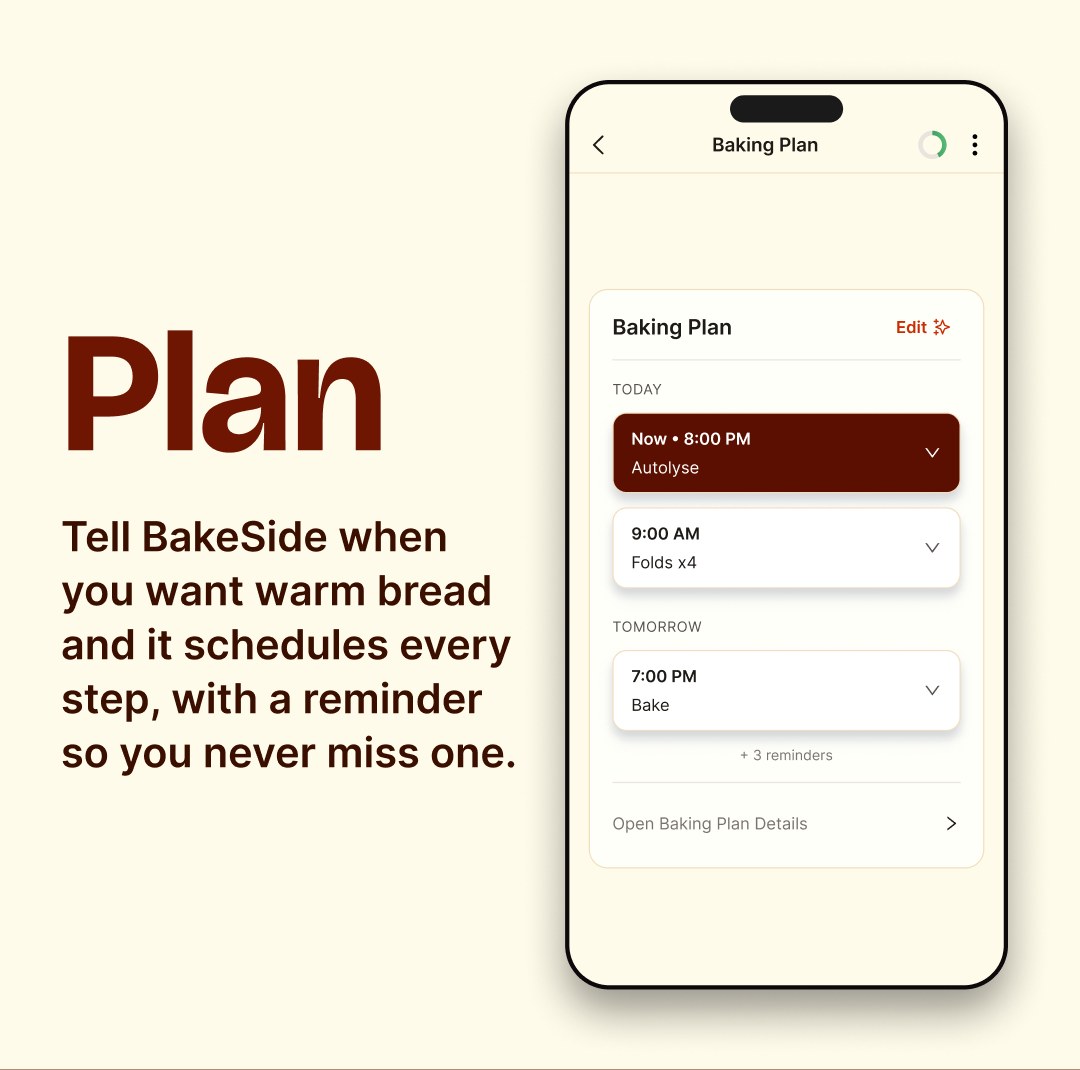 Plan
Tell BakeSide when
you want warm bread
and it schedules every
step, with a reminder
so you never miss one.
Baking Plan
Baking Plan
Edit
TODAY
Now • 8:00 PM
Autolyse
9:00 AM
Folds x4
TOMORROW
7:00 PM
Bake
+ 3 reminders
Open Baking Plan Details